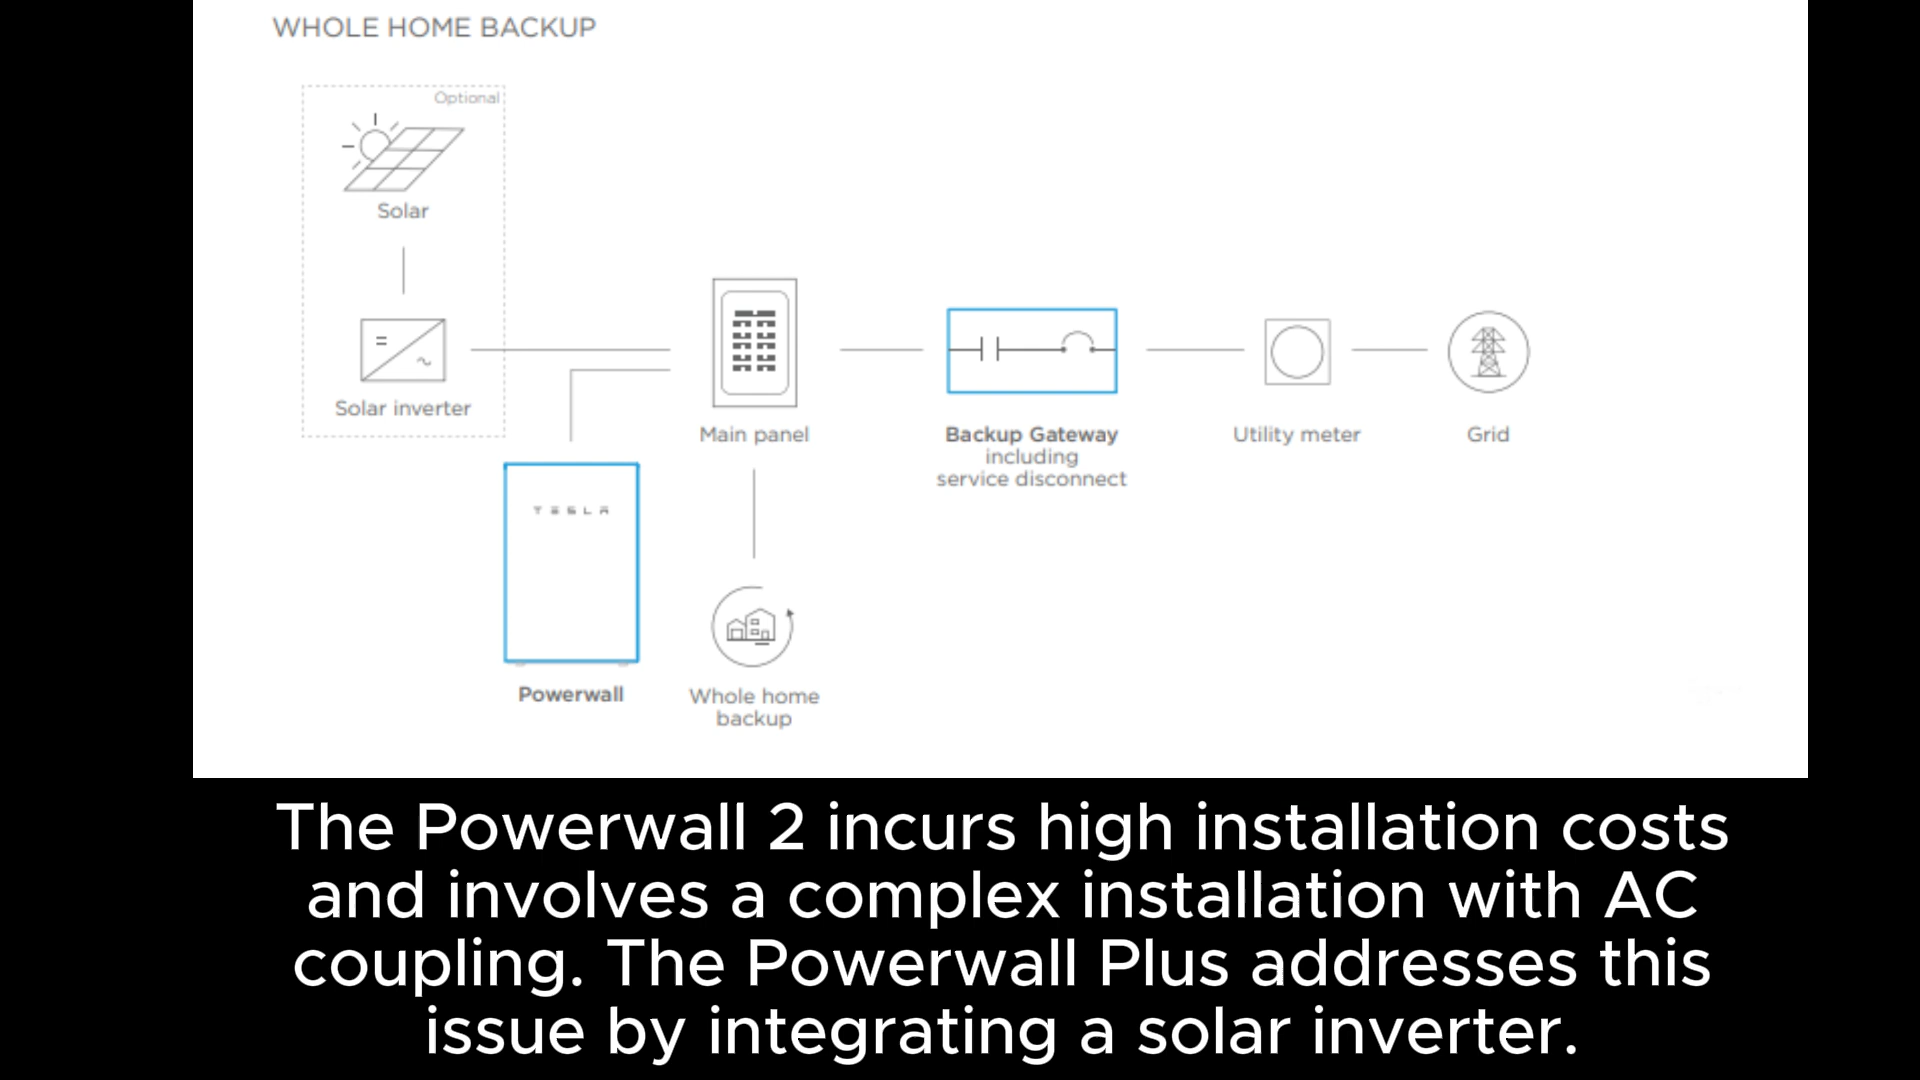 WHOLE HOME BACKUP
Optional
Solar
Solar inverter
TESLA
Powerwall
Main panel
Whole home
backup
Backup Gateway
including
service disconnect
Utility meter
Grid
The Powerwall 2 incurs high installation costs
and involves a complex installation with AC
coupling. The Powerwall Plus addresses this
issue by integrating a solar inverter.